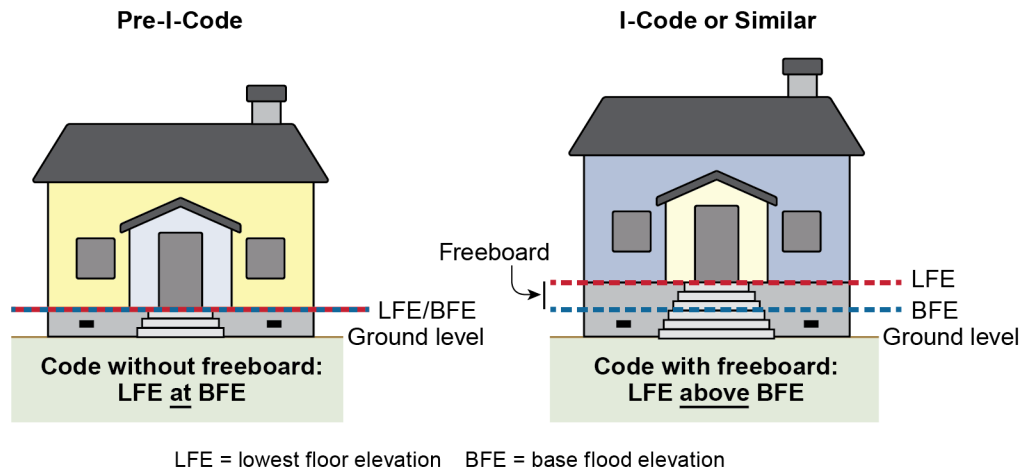 Pre-I-Code
I-Code or Similar
Freeboard
LFE
LFE/BFE
BFE
Ground level
Ground level
Code without freeboard:
LFE at BFE
Code with freeboard:
LFE above BFE
LFE = lowest floor elevation BFE = base flood elevation